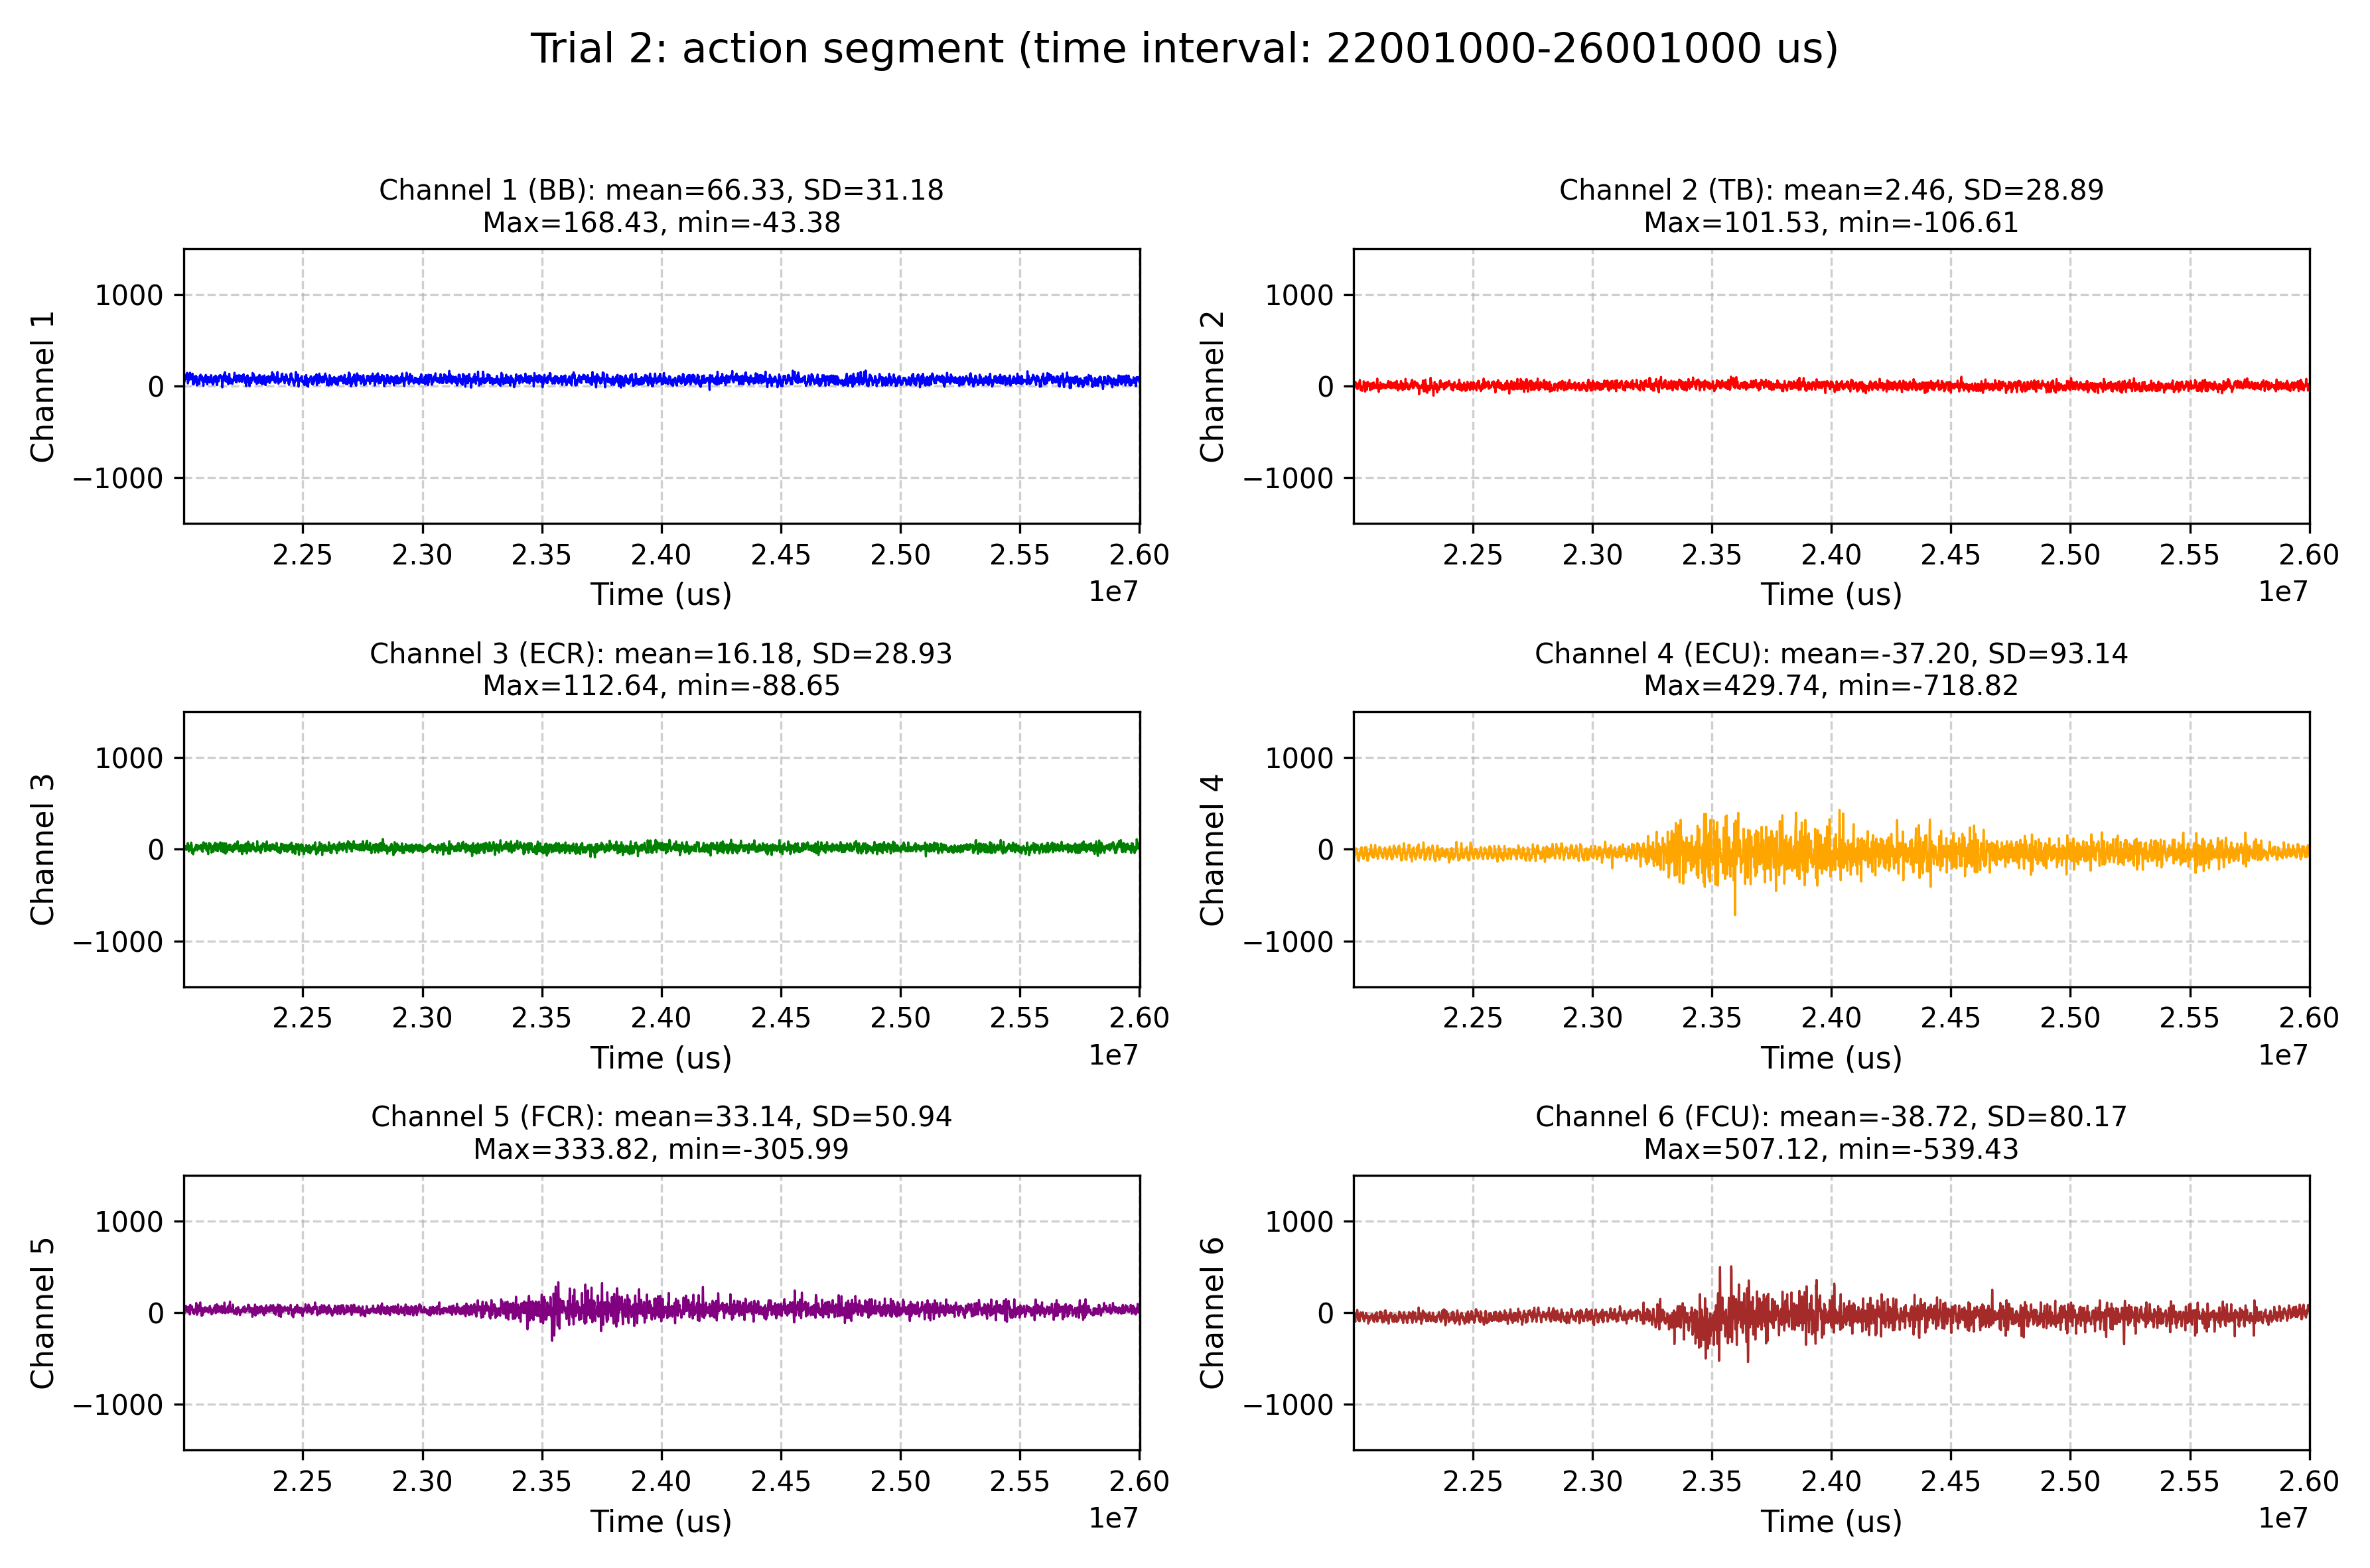 Trial 2: action segment (time interval: 22001000-26001000 us)
Channel 1 (BB): mean=66.33, SD=31.18
Max=168.43, min=-43.38
Channel 1
1000
0
−1000
2.25 2.30 2.35 2.40 2.45 2.50 2.55 2.60
Time (us)
1e7
Channel 2 (TB): mean=2.46, SD=28.89
Max=101.53, min=-106.61
Channel 2
1000
0
−1000
2.25 2.30 2.35 2.40 2.45 2.50 2.55 2.60
Time (us)
1e7
Channel 3 (ECR): mean=16.18, SD=28.93
Max=112.64, min=-88.65
Channel 3
1000
0
−1000
2.25 2.30 2.35 2.40 2.45 2.50 2.55 2.60
Time (us)
1e7
Channel 4 (ECU): mean=-37.20, SD=93.14
Max=429.74, min=-718.82
Channel 4
1000
0
−1000
2.25 2.30 2.35 2.40 2.45 2.50 2.55 2.60
Time (us)
1e7
Channel 5 (FCR): mean=33.14, SD=50.94
Max=333.82, min=-305.99
Channel 5
1000
0
−1000
2.25 2.30 2.35 2.40 2.45 2.50 2.55 2.60
Time (us)
1e7
Channel 6 (FCU): mean=-38.72, SD=80.17
Max=507.12, min=-539.43
Channel 6
1000
0
−1000
2.25 2.30 2.35 2.40 2.45 2.50 2.55 2.60
Time (us)
1e7